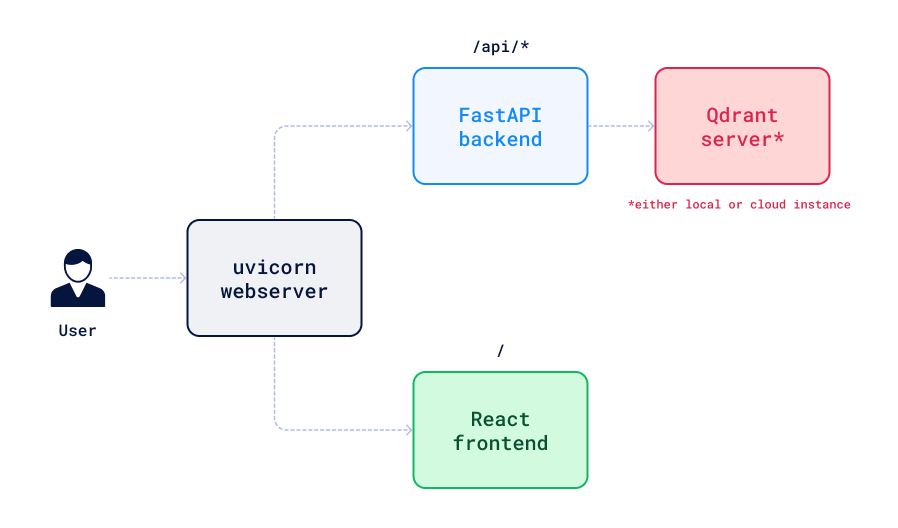 /api/*
FastAPI
backend
Qdrant
server*
*either local or cloud instance
uvicorn
webserver
User
/
React
frontend